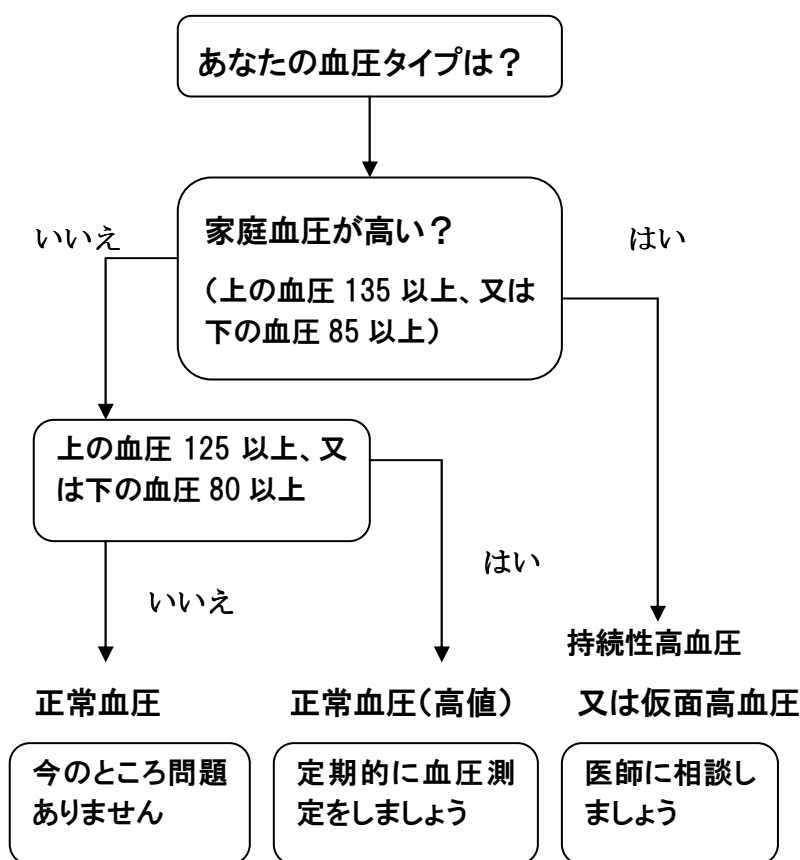 あなたの血圧タイプは？
家庭血圧が高い？
いいえ
はい
（上の血圧 135 以上、又は
下の血圧 85 以上）
上の血圧 125 以上、又
は下の血圧 80 以上
はい
いいえ
持続性高血圧
正常血圧
正常血圧（高値）
又は仮面高血圧
今のところ問題
ありません
定期的に血圧測
定をしましょう
医師に相談し
ましょう